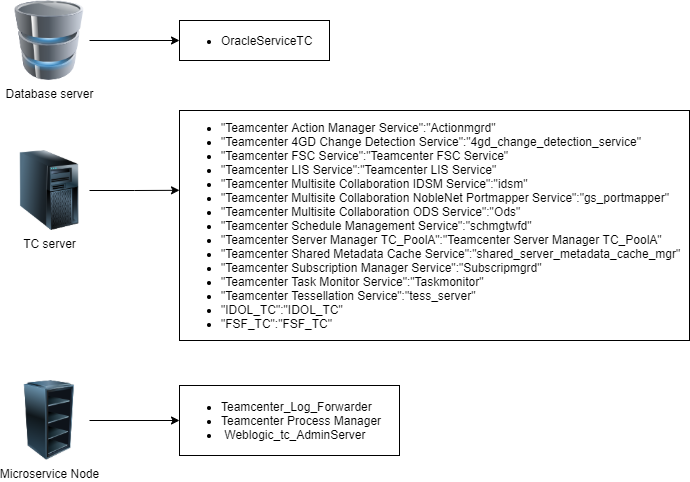 OracleServiceTC
Database server
"Teamcenter Action Manager Service":"Actionmgrd"
"Teamcenter 4GD Change Detection Service":"4gd_change_detection_service"
"Teamcenter FSC Service":"Teamcenter FSC Service"
"Teamcenter LIS Service":"Teamcenter LIS Service"
"Teamcenter Multisite Collaboration IDSM Service":"idsm"
"Teamcenter Multisite Collaboration NobleNet Portmapper Service":"gs_portmapper"
"Teamcenter Multisite Collaboration ODS Service":"Ods"
"Teamcenter Schedule Management Service":"schmgtwfd"
"Teamcenter Server Manager TC_PoolA":"Teamcenter Server Manager TC_PoolA"
"Teamcenter Shared Metadata Cache Service":"shared_server_metadata_cache_mgr"
"Teamcenter Subscription Manager Service":"Subscripmgrd"
"Teamcenter Task Monitor Service":"Taskmonitor"
"Teamcenter Tessellation Service":"tess_server"
"IDOL_TC":"IDOL_TC"
"FSF_TC":"FSF_TC"
TC server
Teamcenter_Log_Forwarder
Teamcenter Process Manager
Weblogic_tc_AdminServer
Microservice Node